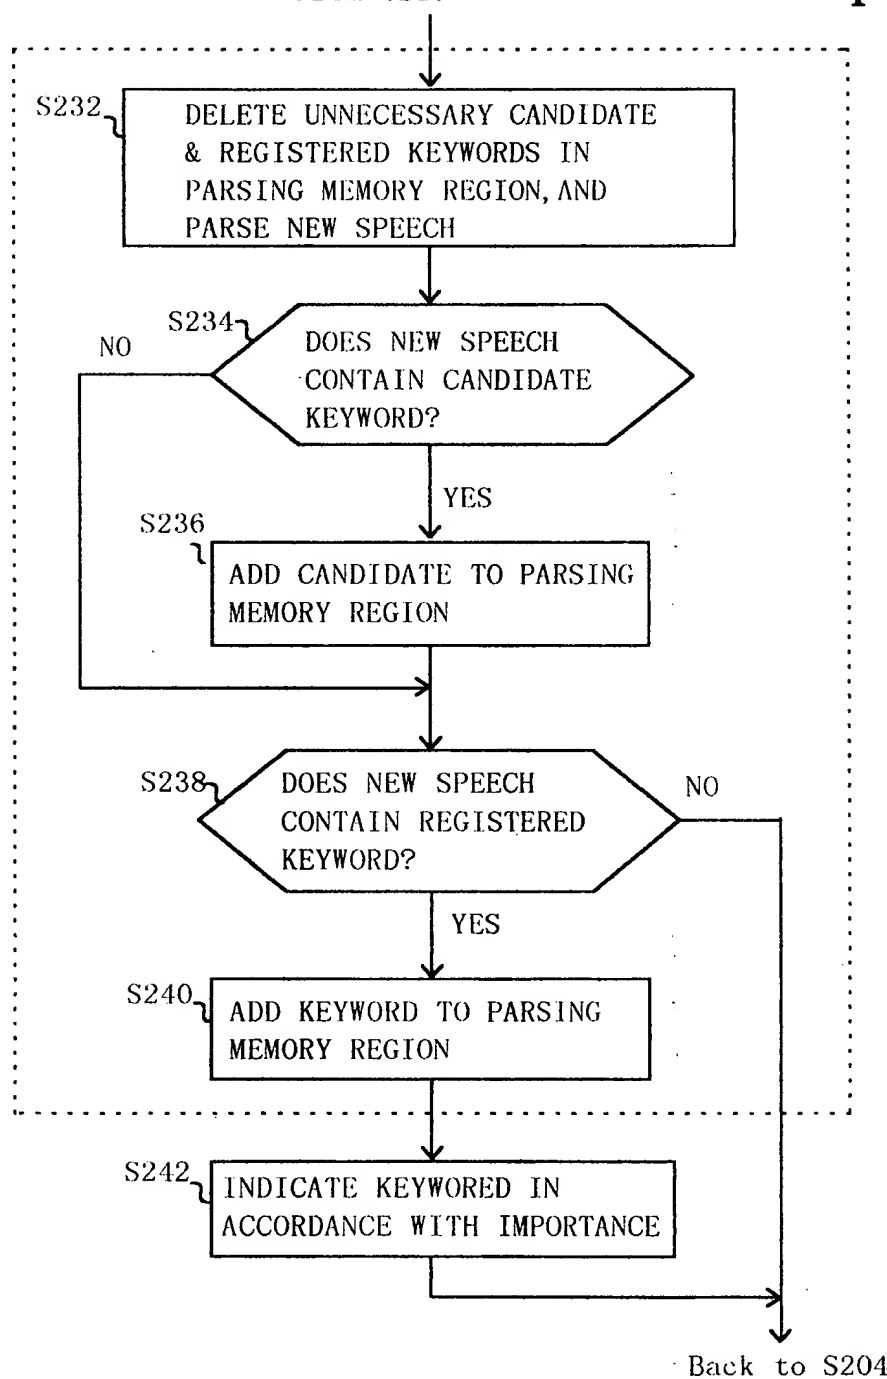 S232
DELETE UNNECESSARY CANDIDATE
& REGISTERED KEYWORDS IN
PARSING MEMORY REGION, AND
PARSE NEW SPEECH
S234
NO
DOES NEW SPEECH
CONTAIN CANDIDATE
KEYWORD?
YES
S236
ADD CANDIDATE TO PARSING
MEMORY REGION
S238
DOES NEW SPEECH
CONTAIN REGISTERED
KEYWORD?
NO
YES
S240
ADD KEYWORD TO PARSING
MEMORY REGION
S242
INDICATE KEYWORED IN
ACCORDANCE WITH IMPORTANCE
Back to S204